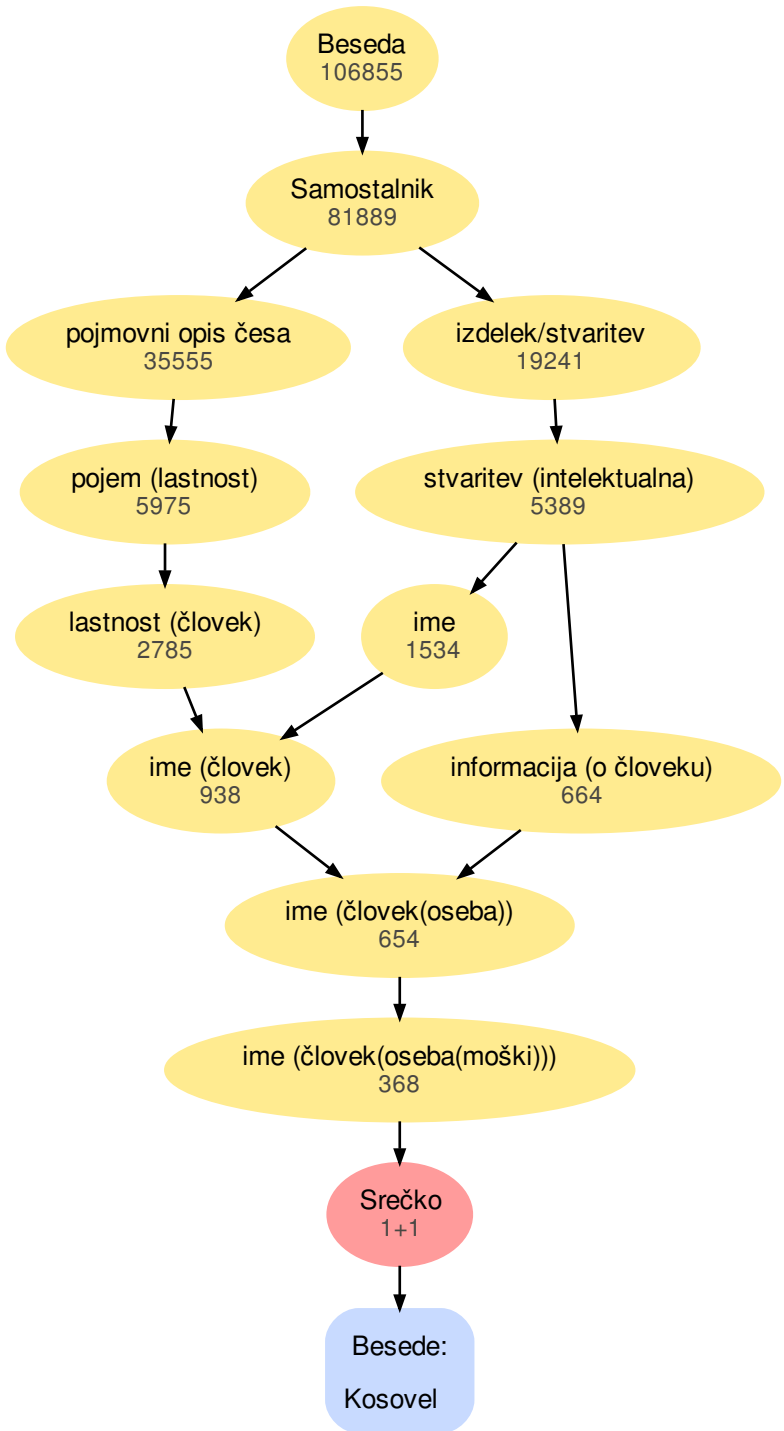 Beseda
106855
Samostalnik
81889
pojmovni opis česa
35555
izdelek/stvaritev
19241
pojem (lastnost)
5975
stvaritev (intelektualna)
5389
lastnost (človek)
2785
ime
1534
ime (človek)
938
informacija (o človeku)
664
ime (človek(oseba))
654
ime (človek(oseba(moški)))
368
Srečko
1+1
Besede:
Kosovel